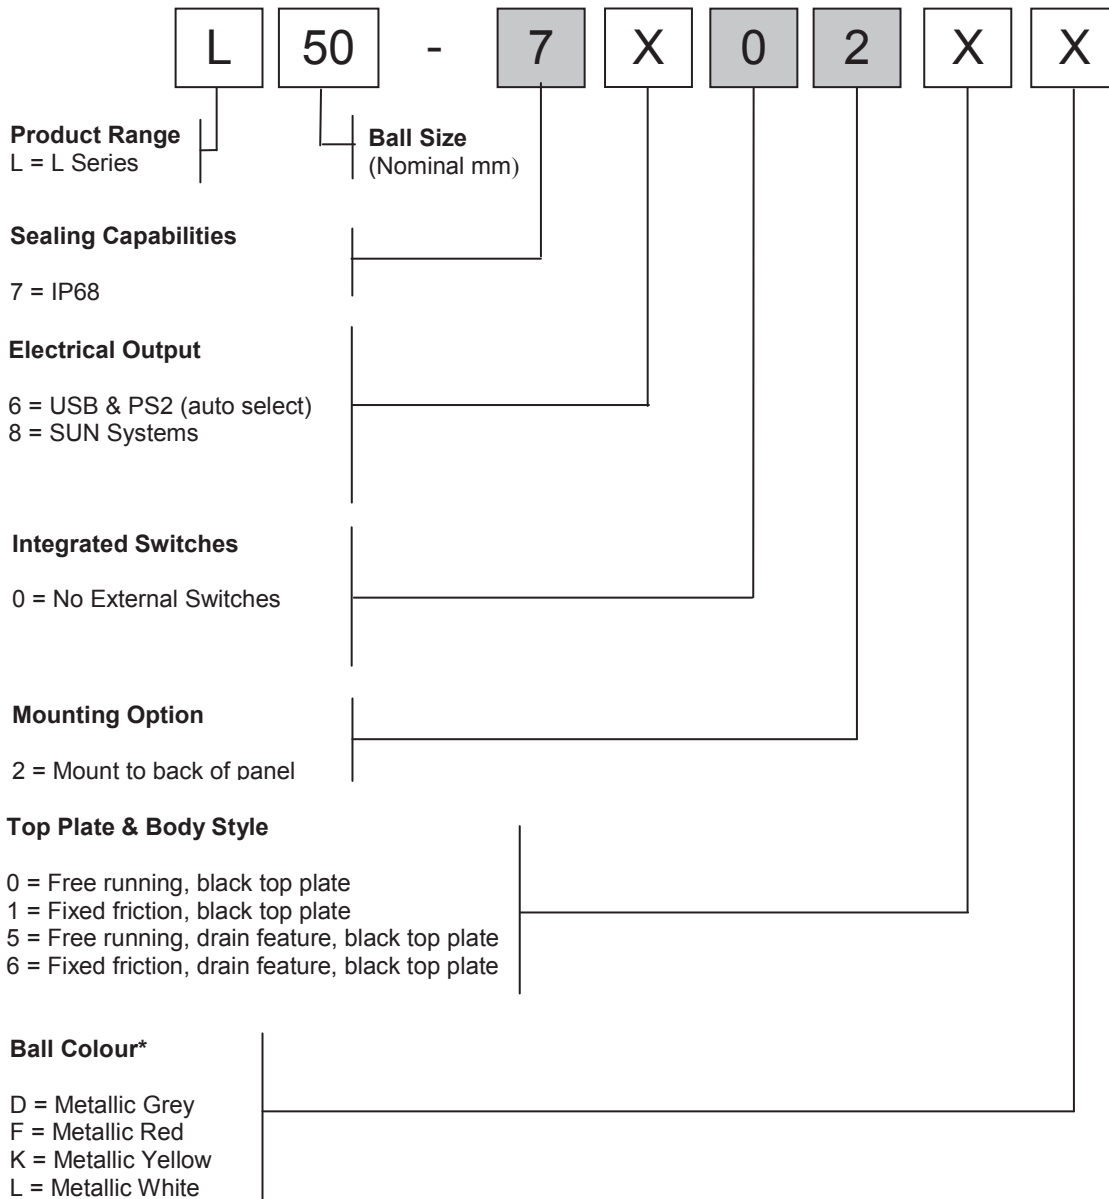 L 50 - 7 X 0 2 X X
Product Range
L = L Series
Ball Size
(Nominal mm)
Sealing Capabilities
7 = IP68
Electrical Output
6 = USB & PS2 (auto select)
8 = SUN Systems
Integrated Switches
0 = No External Switches
Mounting Option
2 = Mount to back of panel
Top Plate & Body Style
0 = Free running, black top plate
1 = Fixed friction, black top plate
5 = Free running, drain feature, black top plate
6 = Fixed friction, drain feature, black top plate
Ball Colour*
D = Metallic Grey
F = Metallic Red
K = Metallic Yellow
L = Metallic White